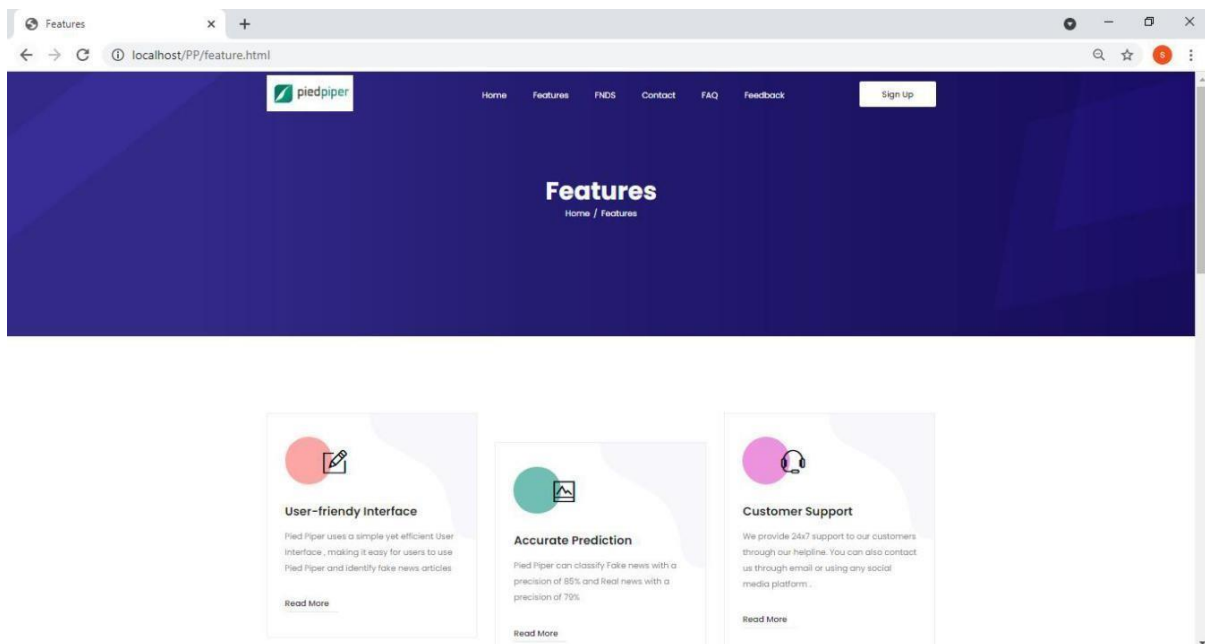 Features
localhost/PP/feature.html
s
piedpiper
Home Features FNDS Contact FAQ Feedback Sign Up
Features
Home / Features
User-friendy Interface
Pied Piper uses a simple yet efficient User
Interface , making it easy for users to use
Pied Piper and identify fake news articles
Read More
Accurate Prediction
Pied Piper can classify Fake news with a
precision of 85% and Real news with a
precision of 79%
Read More
Customer Support
We provide 24x7 support to our customers
through our helpline. You can also contact
us through email or using any social
media platform .
Read More